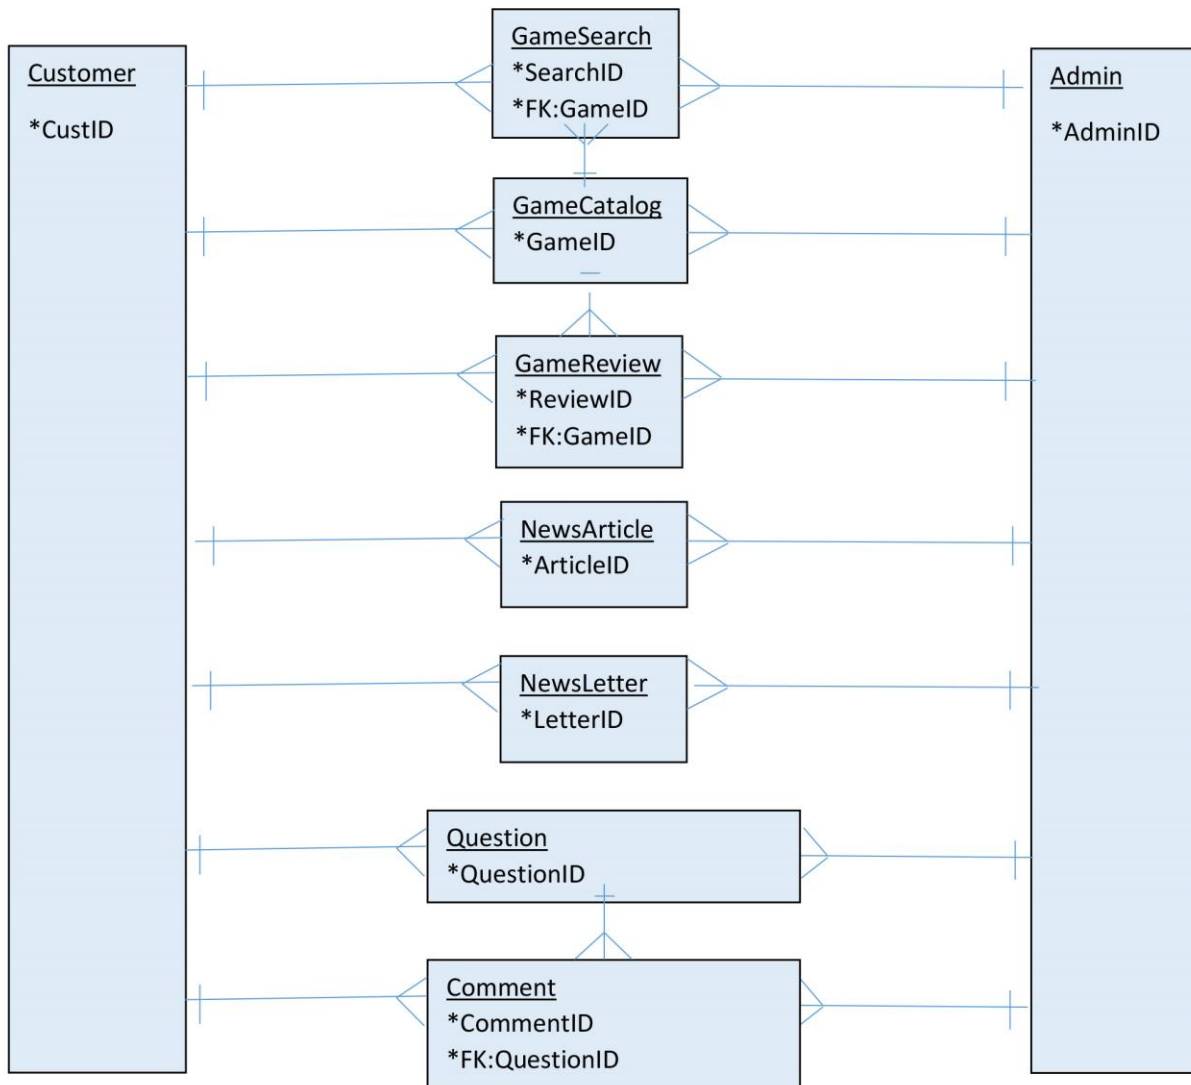 Customer
*CustID
GameSearch
*SearchID
*FK:GameID
GameCatalog
*GameID
GameReview
*ReviewID
*FK:GameID
NewsArticle
*ArticleID
NewsLetter
*LetterID
Question
*QuestionID
Comment
*CommentID
*FK:QuestionID
Admin
*AdminID